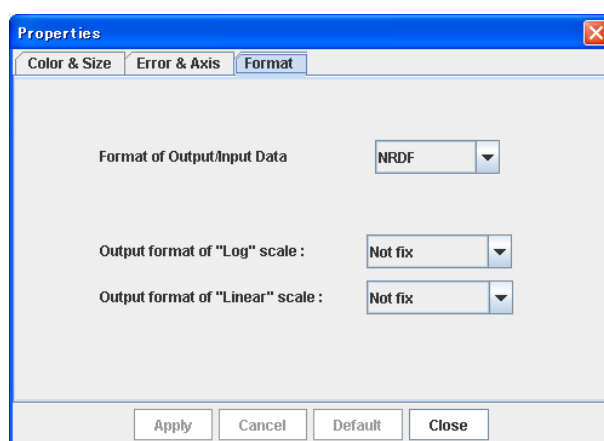 Properties
Color & Size Error & Axis Format
Format of Output/Input Data NRDF
Output format of "Log" scale : Not fix
Output format of "Linear" scale : Not fix
Apply Cancel Default Close